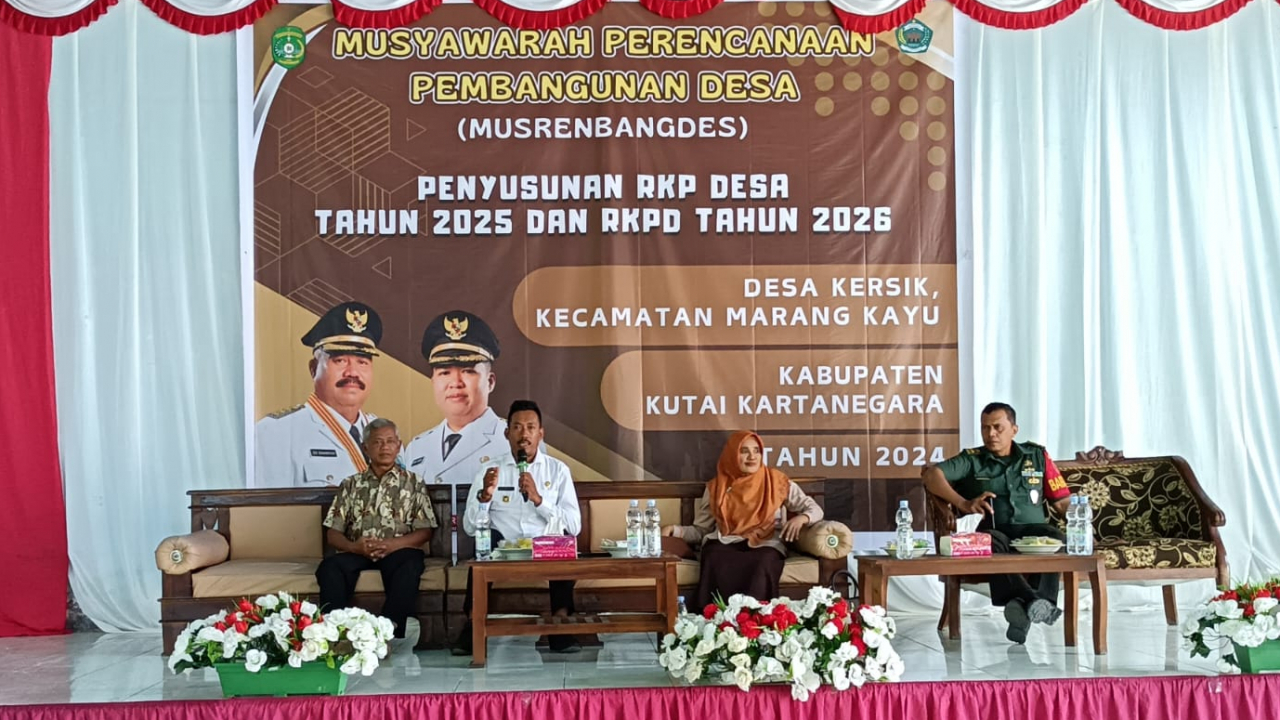 MUSYAWARAH PERENCANAAN
PEMBANGUNAN DESA
(MUSRENBANGDES)
PENYUSUNAN RKP DESA
TAHUN 2025 DAN RKPD TAHUN 2026
DESA KERSIK,
KECAMATAN MARANG KAYU
KABUPATEN
KUTAI KARTANEGARA
TAHUN 2024